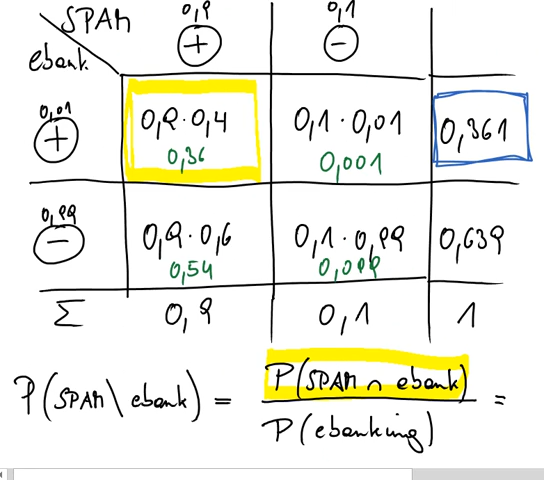 SPAM 0,9 0,1
ebank + -
0,01
+ 0,9·0,4 0,1·0,01 0,361
0,36 0,001
0,99
- 0,9·0,6 0,1·0,99 0,639
0,54 0,099
Σ 0,9 0,1 1
P(SPAM \ ebank) = P(SPAM ∩ ebank) =
P(ebanking)